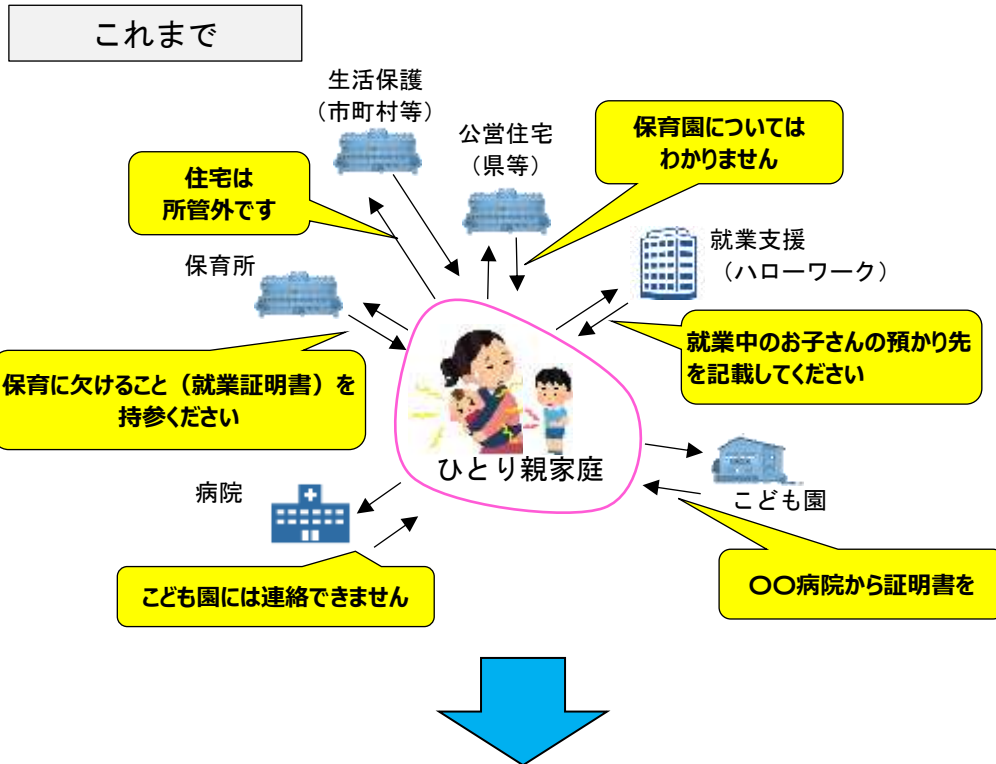 これまで
生活保護
（市町村等）
公営住宅
（県等）
保育園については
わかりません
住宅は
所管外です
就業支援
（ハローワーク）
保育所
就業中のお子さんの預かり先
を記載してください
保育に欠けること（就業証明書）を
持参ください
ひとり親家庭
病院
こども園
こども園には連絡できません
〇〇病院から証明書を